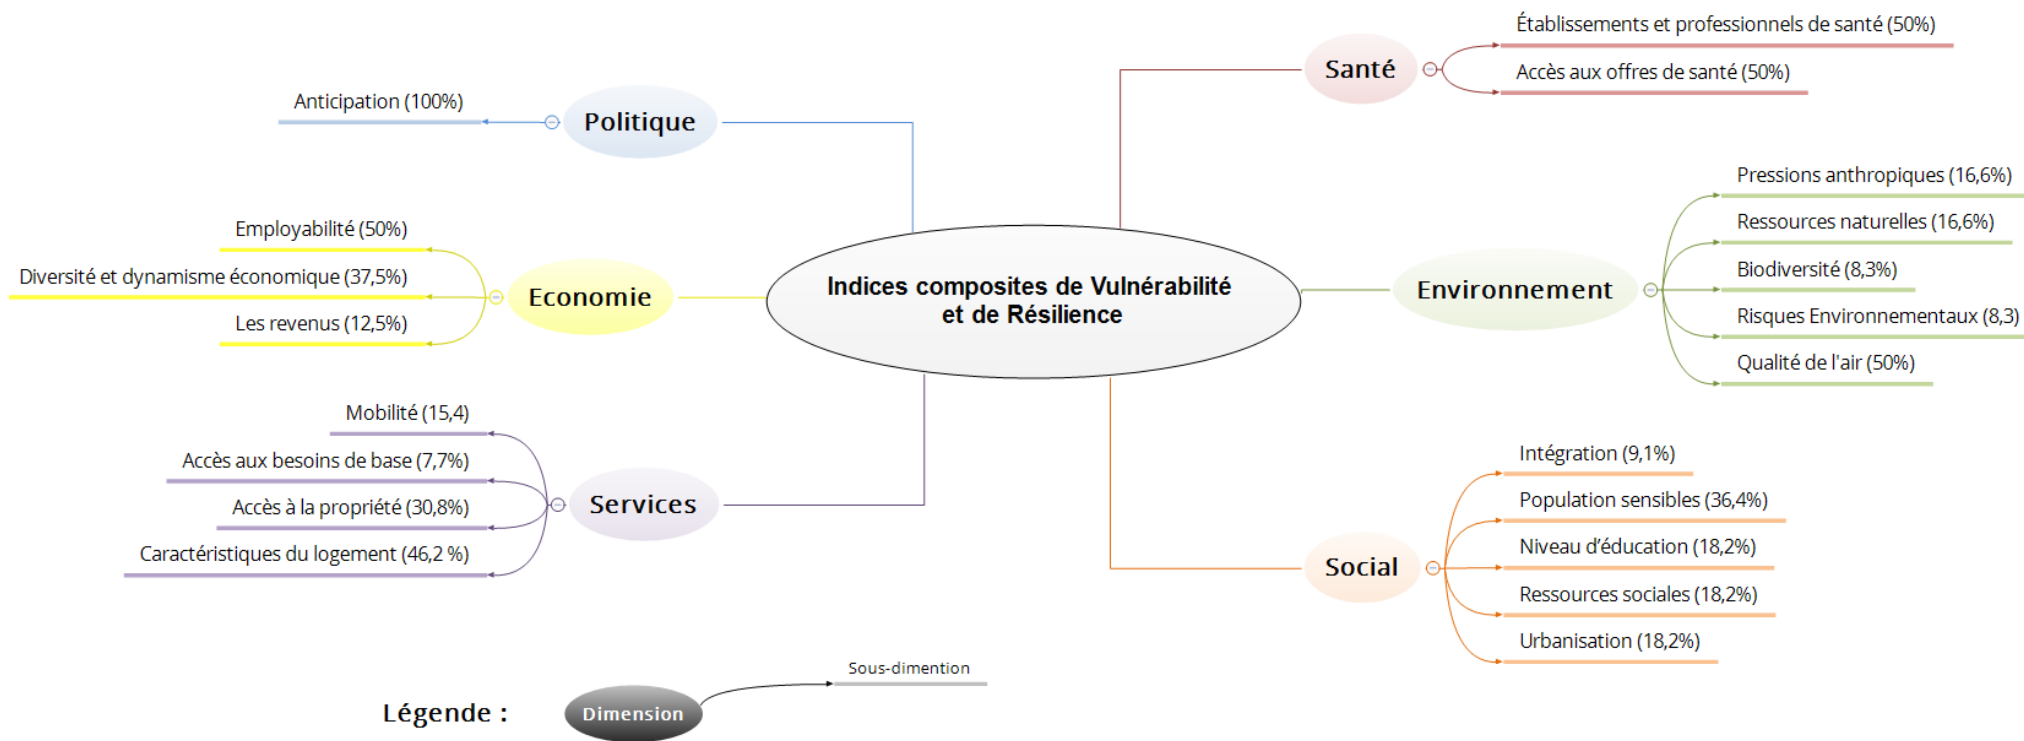 Indices composites de Vulnérabilité
et de Résilience
Politique
Anticipation (100%)
Economie
Employabilité (50%)
Diversité et dynamisme économique (37,5%)
Les revenus (12,5%)
Services
Mobilité (15,4)
Accès aux besoins de base (7,7%)
Accès à la propriété (30,8%)
Caractéristiques du logement (46,2 %)
Santé
Établissements et professionnels de santé (50%)
Accès aux offres de santé (50%)
Environnement
Pressions anthropiques (16,6%)
Ressources naturelles (16,6%)
Biodiversité (8,3%)
Risques Environnementaux (8,3)
Qualité de l'air (50%)
Social
Intégration (9,1%)
Population sensibles (36,4%)
Niveau d’éducation (18,2%)
Ressources sociales (18,2%)
Urbanisation (18,2%)
Légende :
Dimension
Sous-dimention